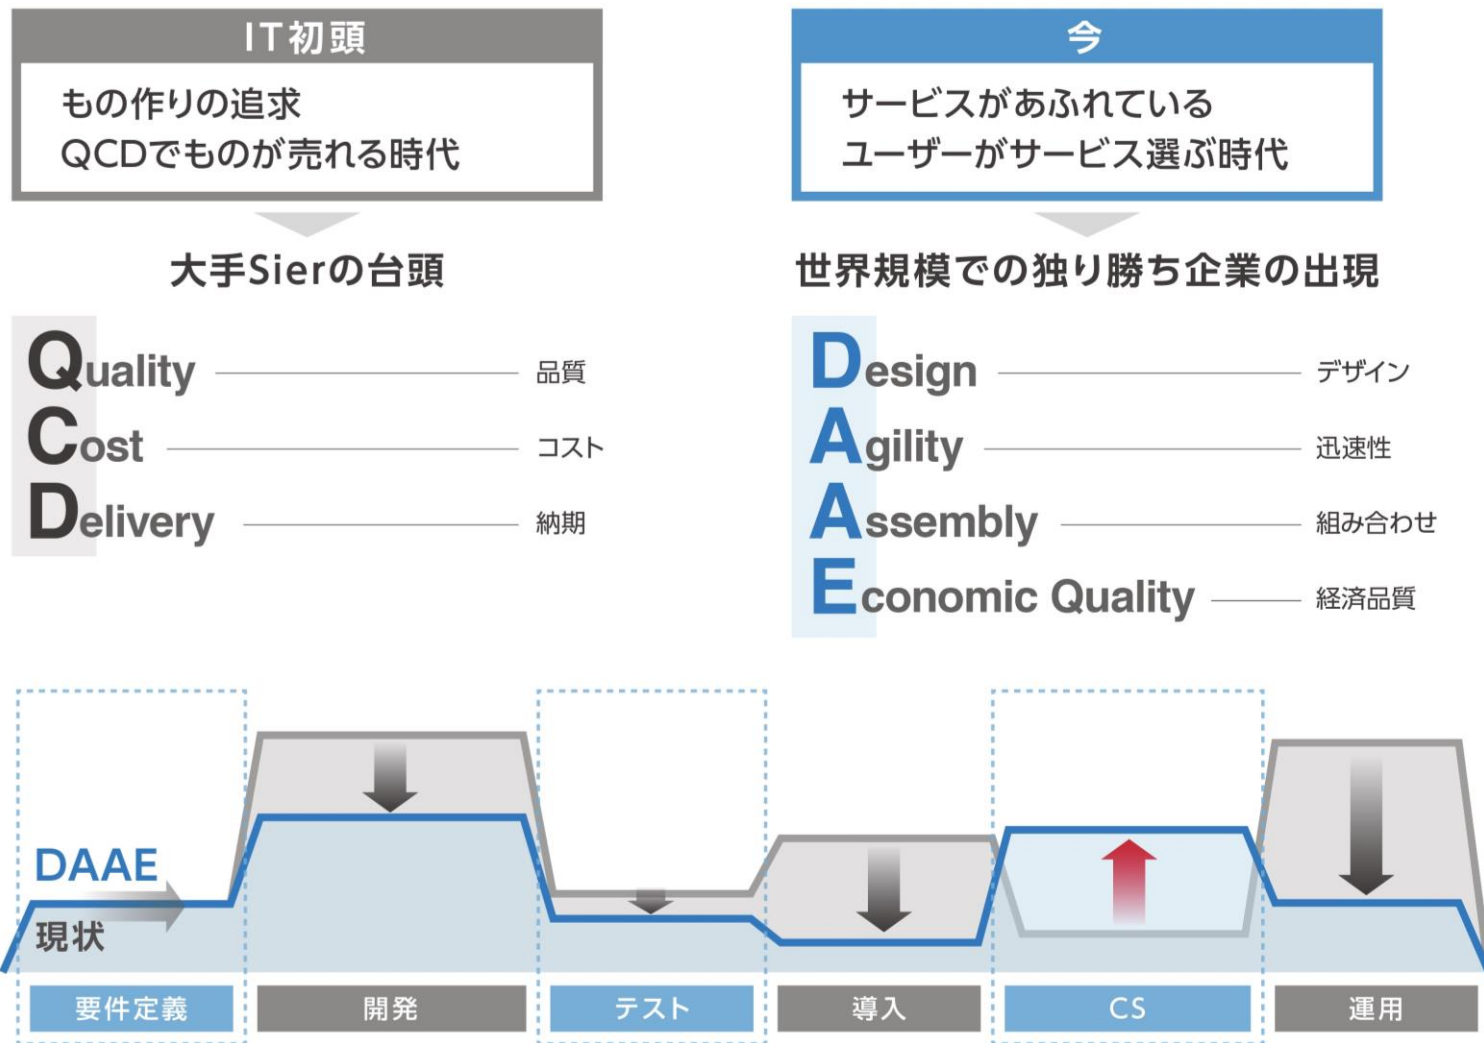 IT初頭
もの作りの追求
QCDでものが売れる時代
大手Sierの台頭
Quality 品質
Cost コスト
Delivery 納期
今
サービスがあふれている
ユーザーがサービス選ぶ時代
世界規模での独り勝ち企業の出現
Design デザイン
Agility 迅速性
Assembly 組み合わせ
Economic Quality 経済品質
DAAE
現状
要件定義
開発
テスト
導入
CS
運用